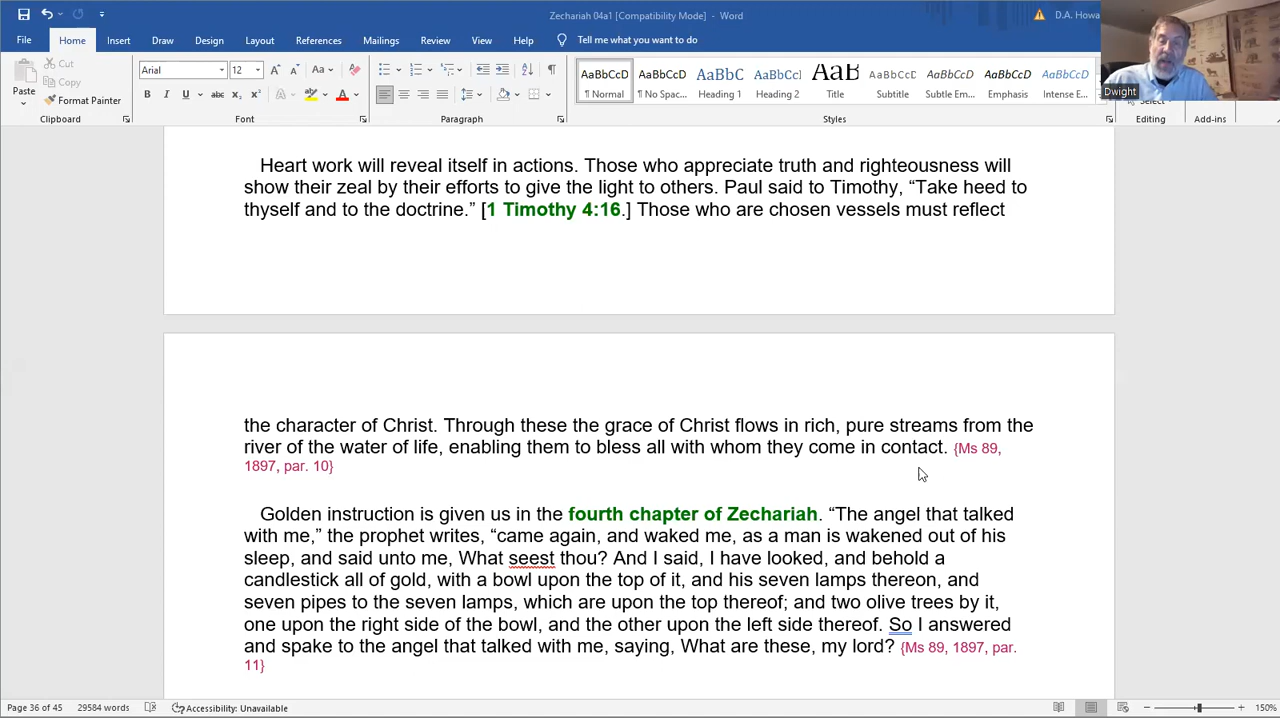 Zechariah 04a1 [Compatibility Mode] - Word
D.A. Howa
File Home Insert Draw Design Layout References Mailings Review View Help Tell me what you want to do
Paste Cut Copy Format Painter
Arial 12 Aa
B I U abc x₂ x² A A
AaBbCcD AaBbCcD AaBbC AaBbCcI AaB AaBbCcD AaBbCcD AaBbCcD AaBbCcD
¶ Normal ¶ No Spac... Heading 1 Heading 2 Title Subtitle Subtle Em... Emphasis Intense E...
Dwight
Select
Clipboard Font Paragraph Styles Editing Add-ins
Heart work will reveal itself in actions. Those who appreciate truth and righteousness will
show their zeal by their efforts to give the light to others. Paul said to Timothy, “Take heed to
thyself and to the doctrine.” [1 Timothy 4:16.] Those who are chosen vessels must reflect
the character of Christ. Through these the grace of Christ flows in rich, pure streams from the
river of the water of life, enabling them to bless all with whom they come in contact. {Ms 89,
1897, par. 10}
Golden instruction is given us in the fourth chapter of Zechariah. “The angel that talked
with me,” the prophet writes, “came again, and waked me, as a man is wakened out of his
sleep, and said unto me, What seest thou? And I said, I have looked, and behold a
candlestick all of gold, with a bowl upon the top of it, and his seven lamps thereon, and
seven pipes to the seven lamps, which are upon the top thereof; and two olive trees by it,
one upon the right side of the bowl, and the other upon the left side thereof. So I answered
and spake to the angel that talked with me, saying, What are these, my lord? {Ms 89, 1897, par.
11}
Page 36 of 45 29584 words Accessibility: Unavailable 150%